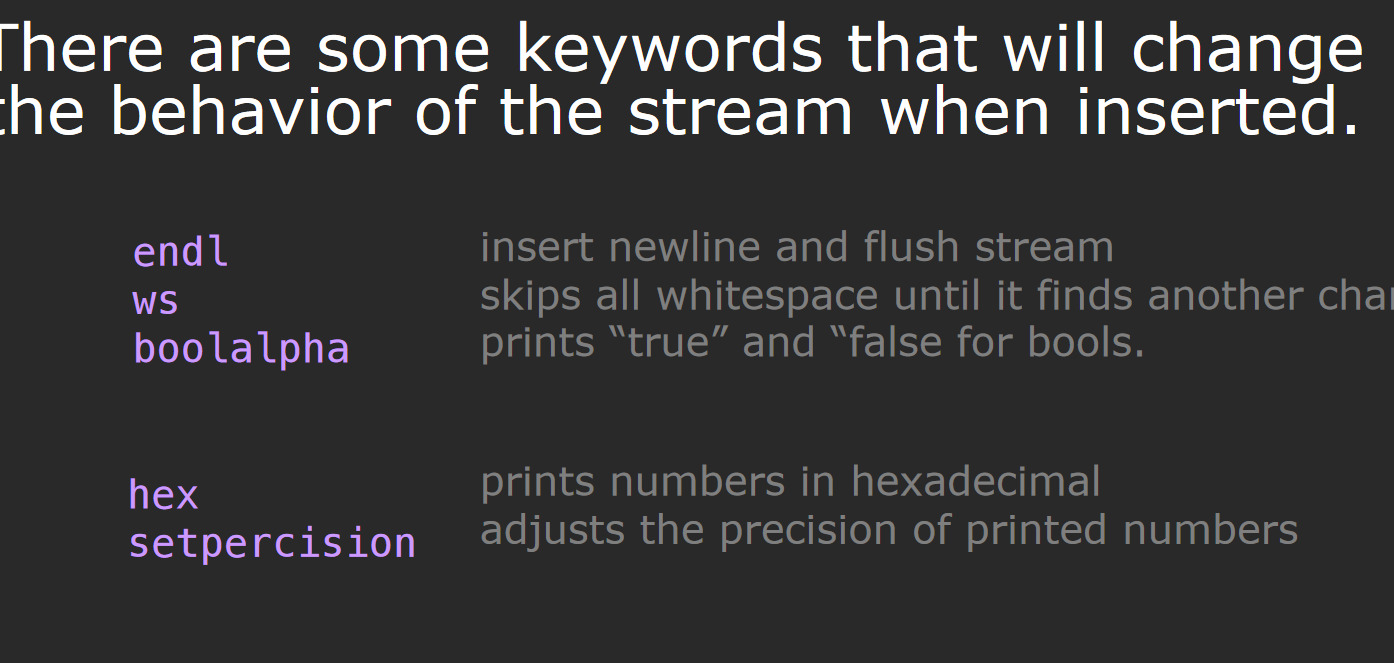 There are some keywords that will change
the behavior of the stream when inserted.
endl insert newline and flush stream
ws skips all whitespace until it finds another char
boolalpha prints “true” and “false for bools.
hex prints numbers in hexadecimal
setpercision adjusts the precision of printed numbers